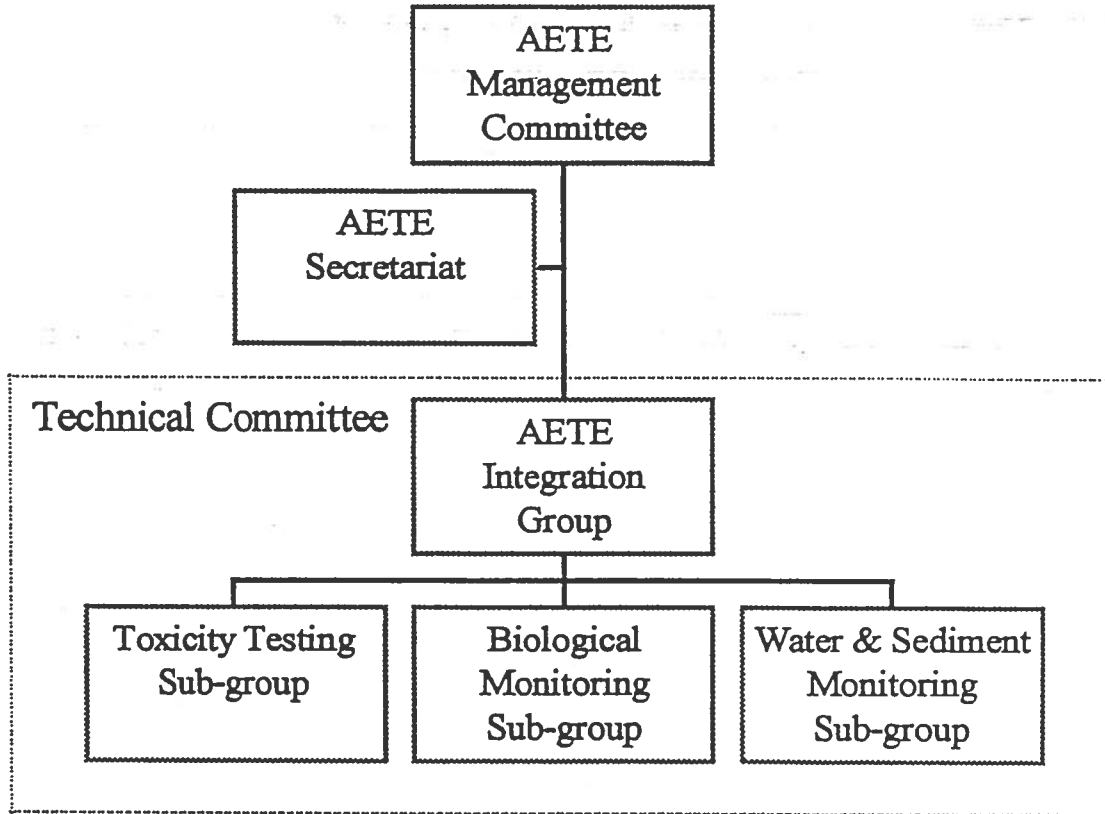 AETE
Management
Committee
AETE
Secretariat
Technical Committee
AETE
Integration
Group
Toxicity Testing
Sub-group
Biological
Monitoring
Sub-group
Water & Sediment
Monitoring
Sub-group